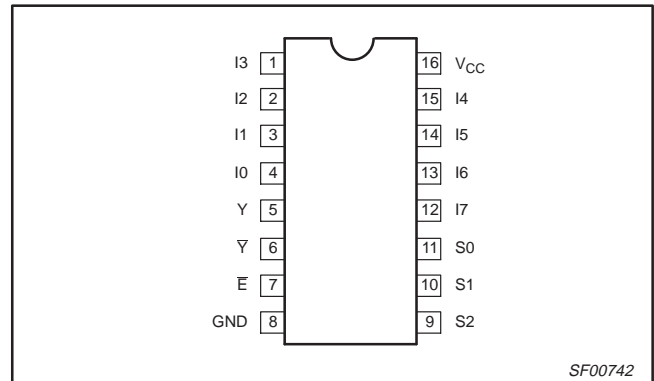 I3 1 16 VCC
I2 2 15 I4
I1 3 14 I5
I0 4 13 I6
Y 5 12 I7
Y̅ 6 11 S0
E̅ 7 10 S1
GND 8 9 S2
SF00742